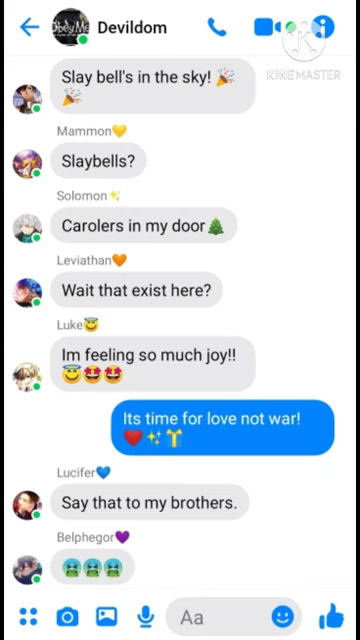 Obey Me
Devildom
KINEMASTER
Slay bell's in the sky! 🎉
🎉
Mammon💛
Slaybells?
Solomon✨
Carolers in my door🎄
Leviathan🧡
Wait that exist here?
Luke😇
Im feeling so much joy!!
😇🤩🤩
Its time for love not war!
❤️✨👕
Lucifer💙
Say that to my brothers.
Belphegor💜
🤮🤮🤮
Aa